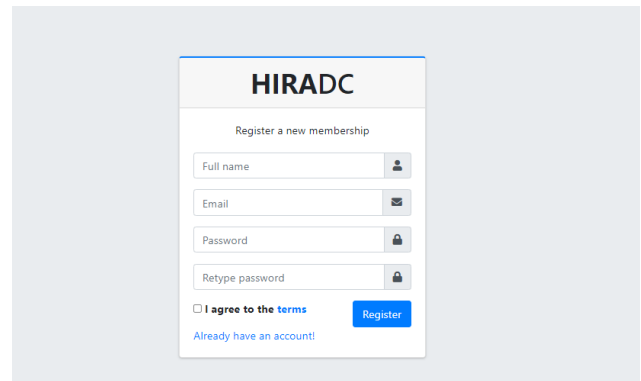 HIRADC
Register a new membership
Full name
Email
Password
Retype password
I agree to the terms
Register
Already have an account!